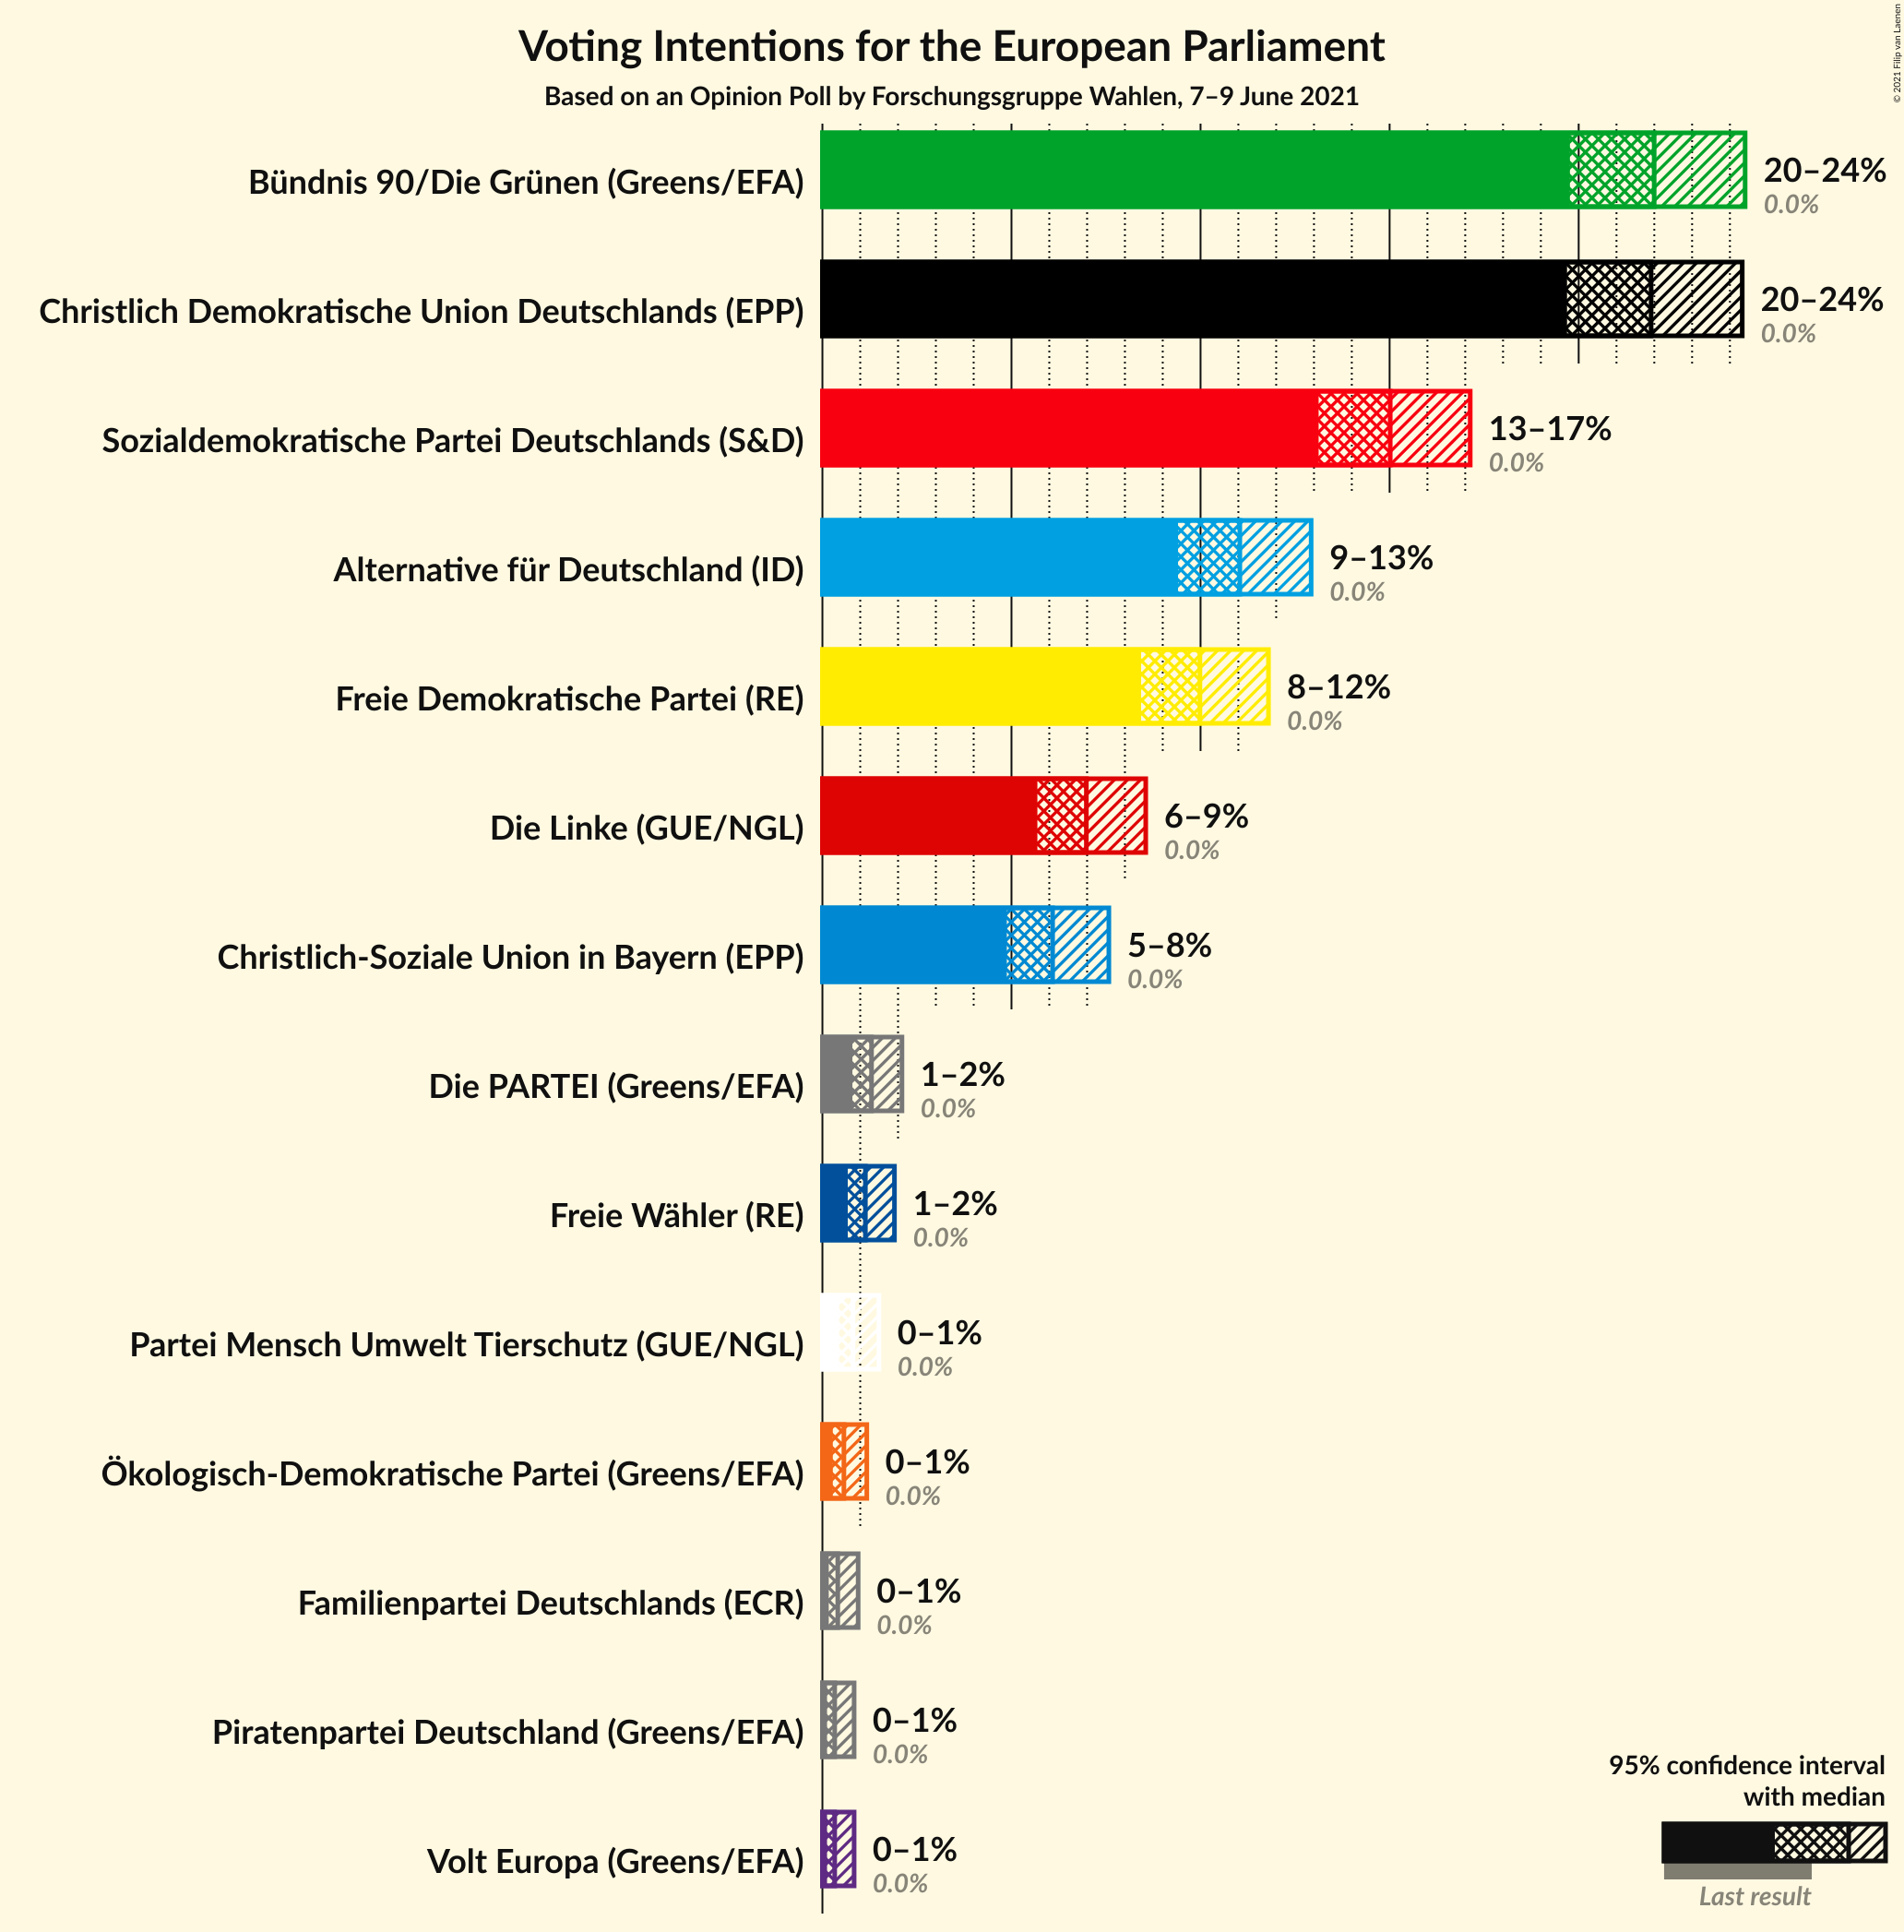 Voting Intentions for the European Parliament
Based on an Opinion Poll by Forschungsgruppe Wahlen, 7–9 June 2021
© 2021 Filip van Laenen
Bündnis 90/Die Grünen (Greens/EFA)
20–24%
0.0%
Christlich Demokratische Union Deutschlands (EPP)
20–24%
0.0%
Sozialdemokratische Partei Deutschlands (S&D)
13–17%
0.0%
Alternative für Deutschland (ID)
9–13%
0.0%
Freie Demokratische Partei (RE)
8–12%
0.0%
Die Linke (GUE/NGL)
6–9%
0.0%
Christlich-Soziale Union in Bayern (EPP)
5–8%
0.0%
Die PARTEI (Greens/EFA)
1–2%
0.0%
Freie Wähler (RE)
1–2%
0.0%
Partei Mensch Umwelt Tierschutz (GUE/NGL)
0–1%
0.0%
Ökologisch-Demokratische Partei (Greens/EFA)
0–1%
0.0%
Familienpartei Deutschlands (ECR)
0–1%
0.0%
Piratenpartei Deutschland (Greens/EFA)
0–1%
0.0%
Volt Europa (Greens/EFA)
0–1%
0.0%
95% confidence interval
with median
Last result